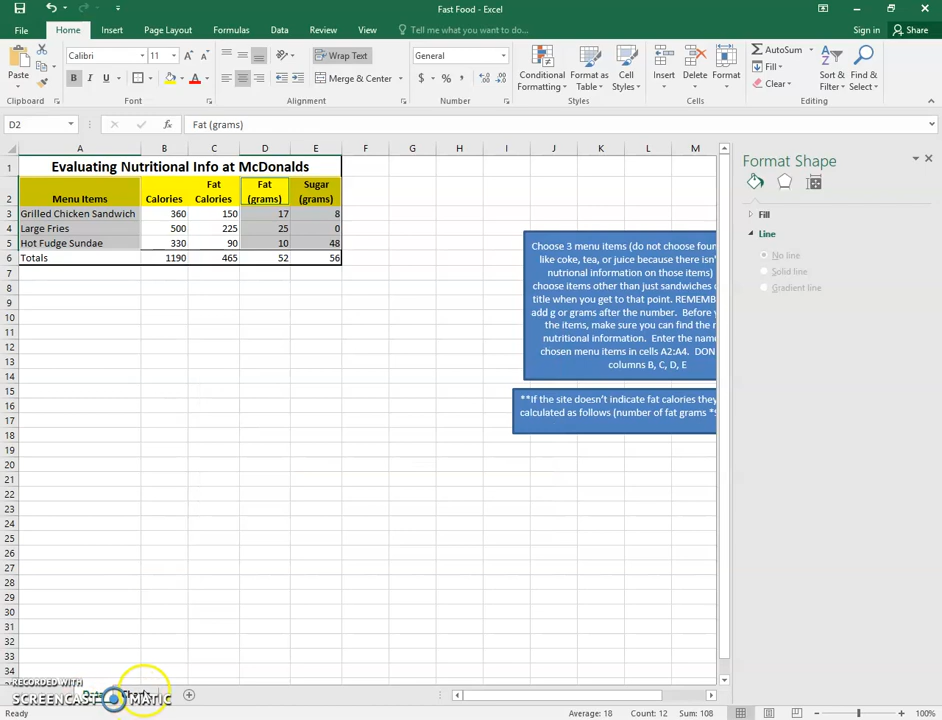 Fast Food - Excel
File Home Insert Page Layout Formulas Data Review View Tell me what you want to do... Sign in Share
Paste
Calibri 11 A A
B I U A
Wrap Text
Merge & Center
General
$ % , .0 .00 .00 .0
Conditional Formatting
Format as Table
Cell Styles
Insert Delete Format
AutoSum
Fill
Clear
Sort & Filter
Find & Select
Clipboard Font Alignment Number Styles Cells Editing
D2 fx Fat (grams)
A B C D E F G H I J K L M
1 Evaluating Nutritional Info at McDonalds
2 Menu Items Calories Fat Calories Fat (grams) Sugar (grams)
3 Grilled Chicken Sandwich 360 150 17 8
4 Large Fries 500 225 25 0
5 Hot Fudge Sundae 330 90 10 48
6 Totals 1190 465 52 56
7
8
9
10
11
12
13
14
15
16
17
18
19
20
21
22
23
24
25
26
27
28
29
30
31
32
33
34
Choose 3 menu items (do not choose foun
like coke, tea, or juice because there isn'
nutrional information on those items)
choose items other than just sandwiches
title when you get to that point. REMEMB
add g or grams after the number. Before y
the items, make sure you can find the
nutritional information. Enter the name
chosen menu items in cells A2:A4. DON
columns B, C, D, E
**If the site doesn't indicate fat calories they
calculated as follows (number of fat grams *
Format Shape
Fill
Line
No line
Solid line
Gradient line
RECORDED WITH
SCREENCAST MATIC
Ready Average: 18 Count: 12 Sum: 108 100%